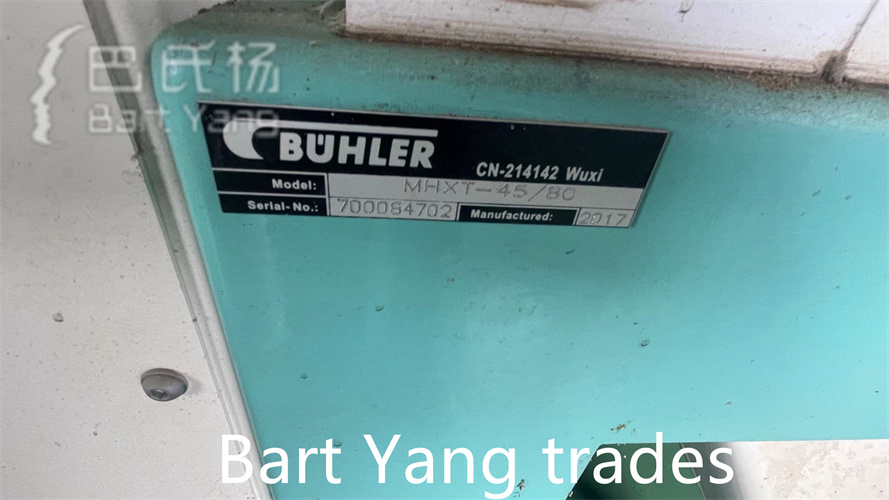 巴氏杨
Bart Yang
BÜHLER
CN-214142 Wuxi
Model: MHXT-45/80
Serial-No.: 700084702 Manufactured: 2017
Bart Yang trades